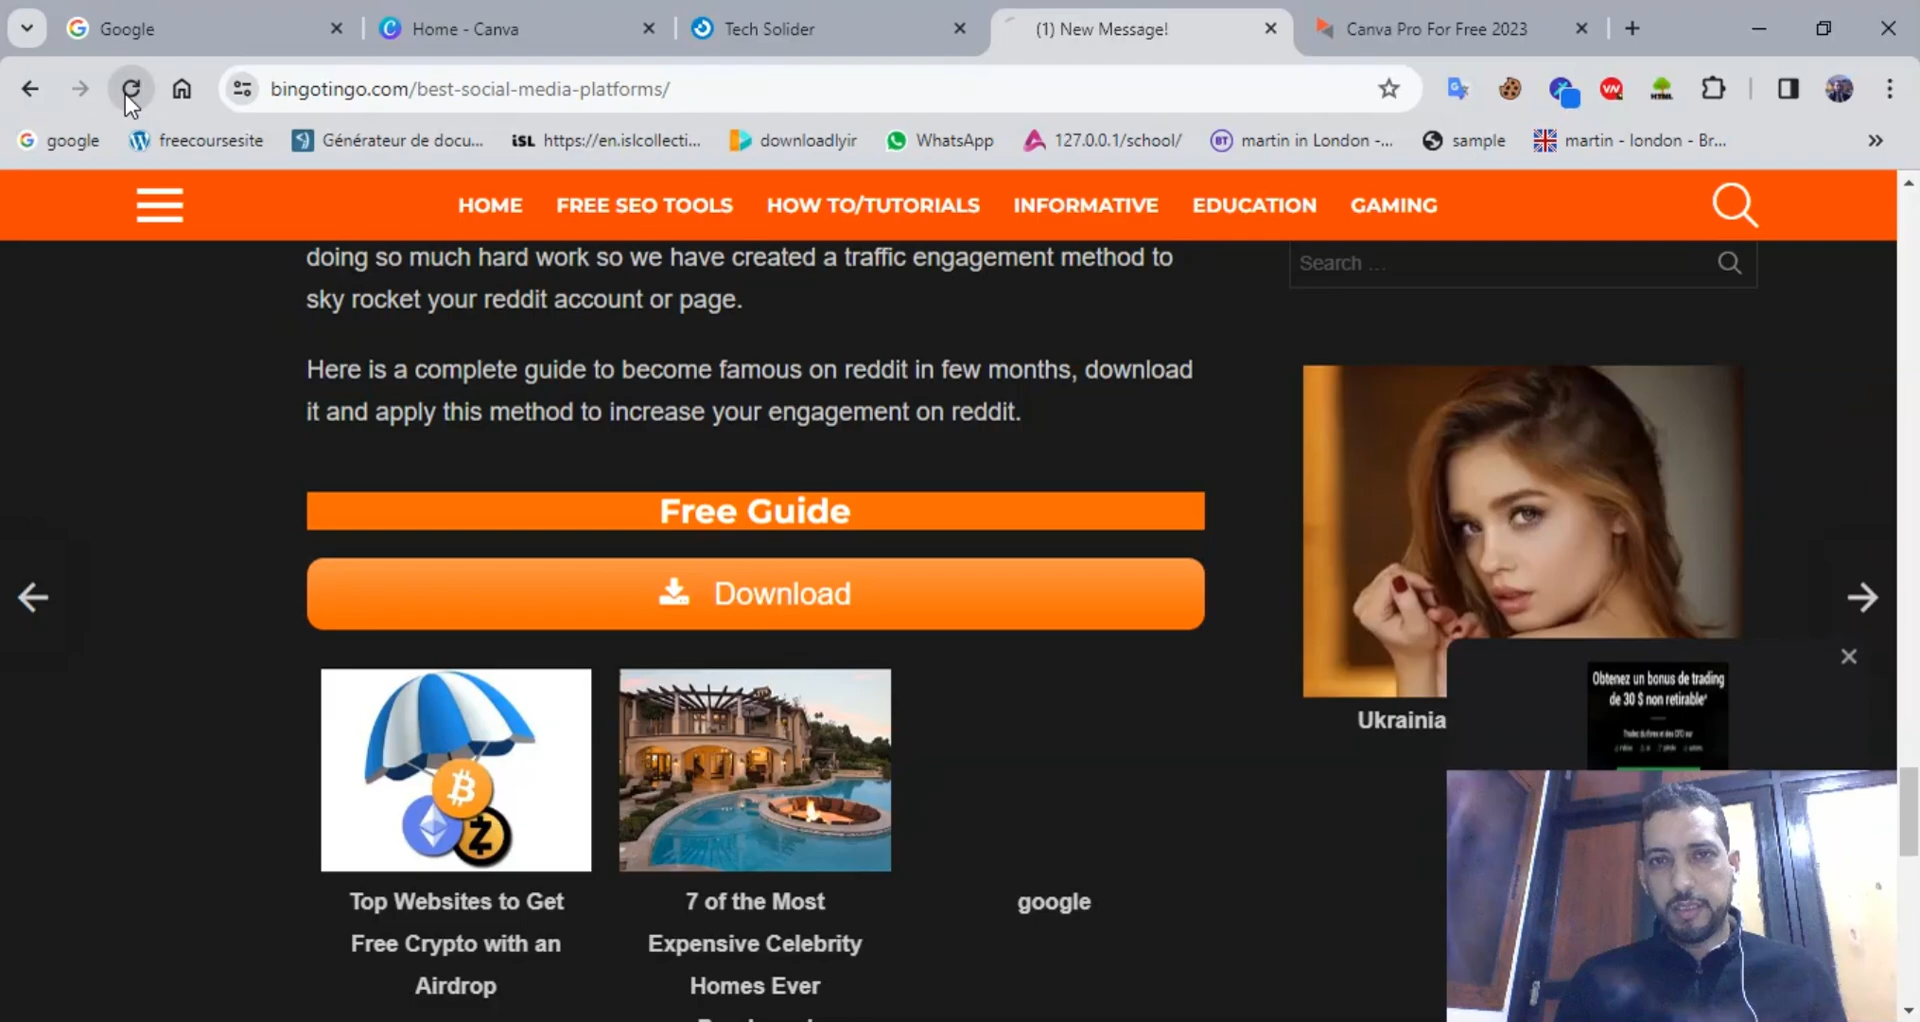 Google
Home - Canva
Tech Solider
(1) New Message!
Canva Pro For Free 2023
bingotingo.com/best-social-media-platforms/
google
freecoursesite
Générateur de docu...
iSL https://en.islcollecti...
downloadlyir
WhatsApp
127.0.0.1/school/
BT martin in London -...
sample
martin - london - Br...
HOME FREE SEO TOOLS HOW TO/TUTORIALS INFORMATIVE EDUCATION GAMING
doing so much hard work so we have created a traffic engagement method to
sky rocket your reddit account or page.
Search ...
Here is a complete guide to become famous on reddit in few months, download
it and apply this method to increase your engagement on reddit.
Free Guide
Download
Ukrainia
Obtenez un bonus de trading
de 30 $ non retirable*
Top Websites to Get
Free Crypto with an
Airdrop
7 of the Most
Expensive Celebrity
Homes Ever
google